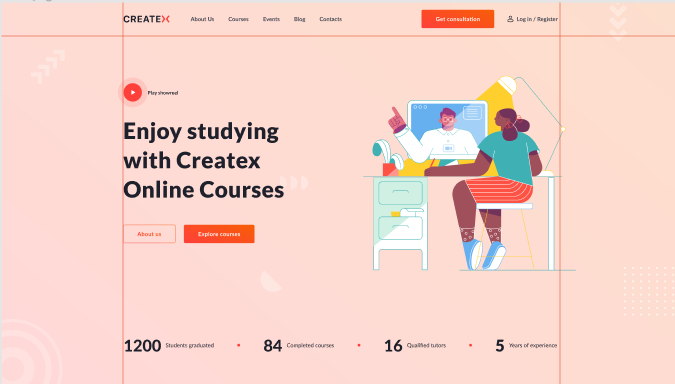 CREATEX
About Us
Courses
Events
Blog
Contacts
Get consultation
Log in / Register
Play showreel
Enjoy studying
with Createx
Online Courses
About us
Explore courses
1200 Students graduated
84 Completed courses
16 Qualified tutors
5 Years of experience